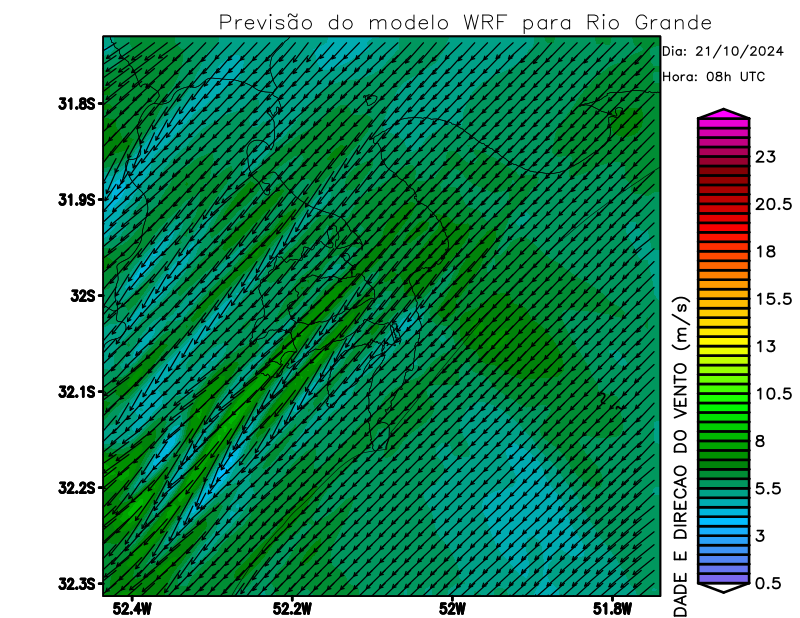 Previsão do modelo WRF para Rio Grande
Dia: 21/10/2024
Hora: 08h UTC
31.8S
31.9S
32S
32.1S
32.2S
32.3S
52.4W
52.2W
52W
51.8W
23
20.5
18
15.5
13
10.5
8
5.5
3
0.5
DADE E DIRECAO DO VENTO (m/s)